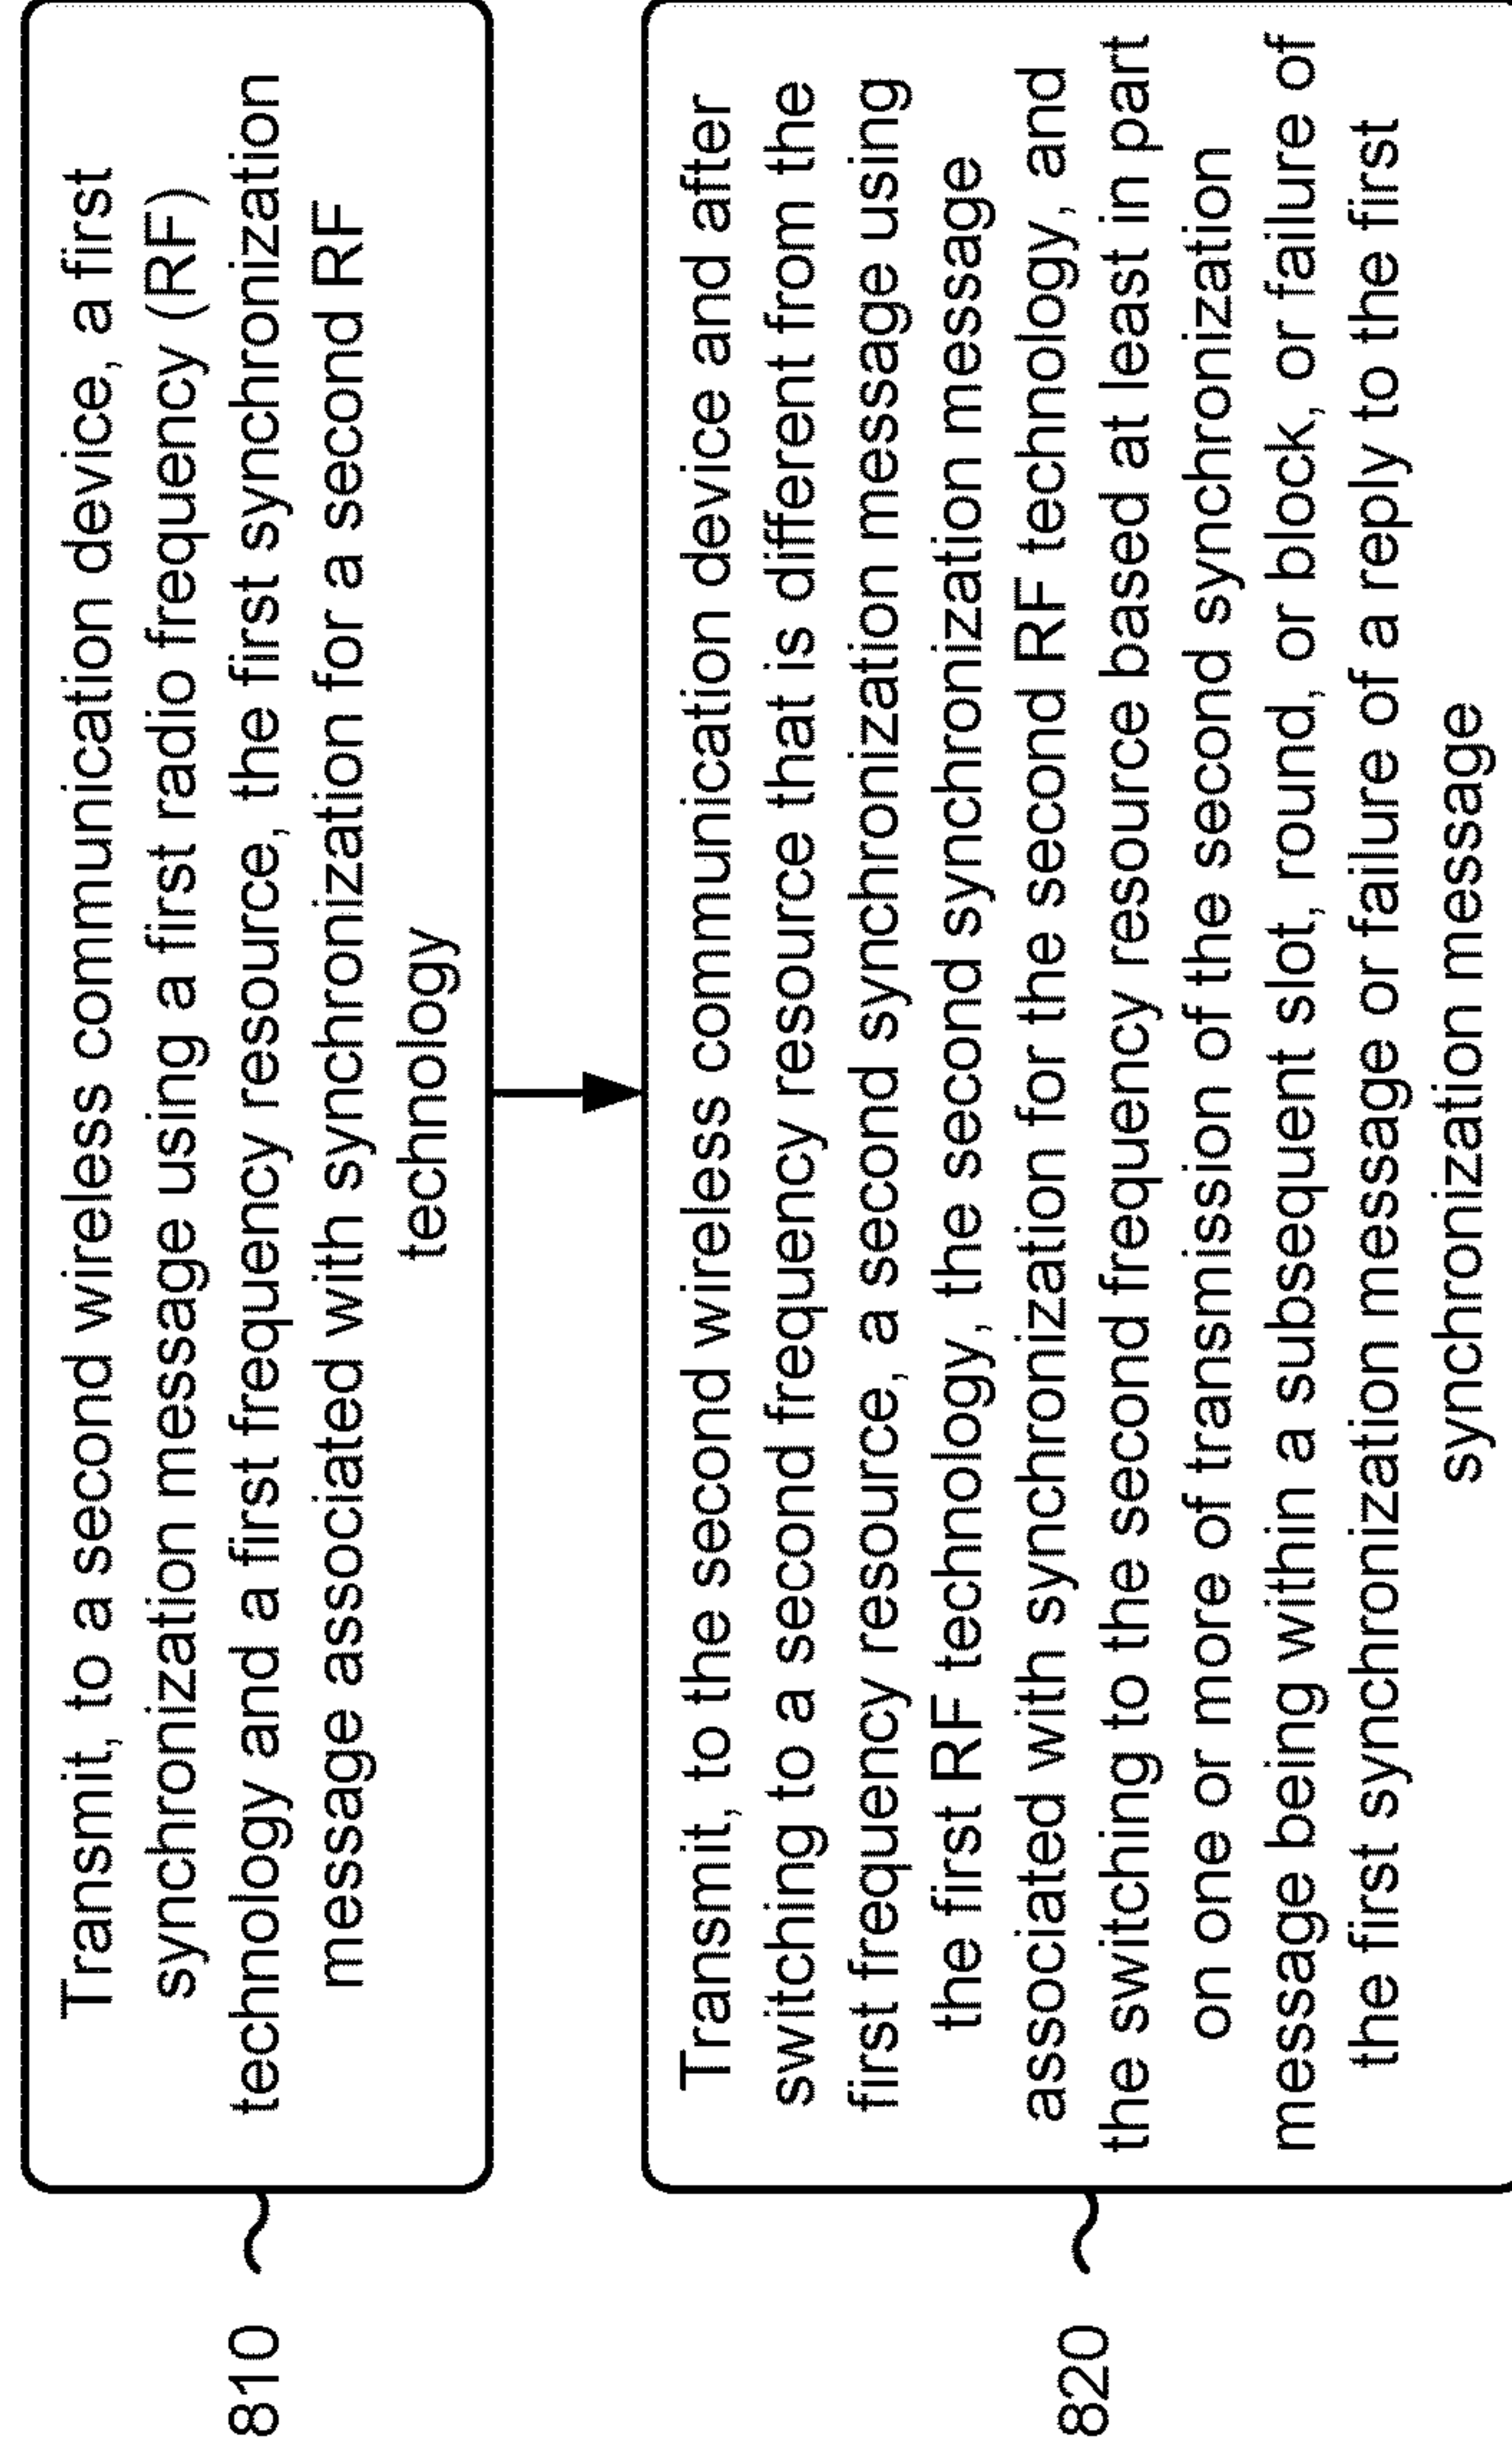 810
Transmit, to a second wireless communication device, a first
synchronization message using a first radio frequency (RF)
technology and a first frequency resource, the first synchronization
message associated with synchronization for a second RF
technology
820
Transmit, to the second wireless communication device and after
switching to a second frequency resource that is different from the
first frequency resource, a second synchronization message using
the first RF technology, the second synchronization message
associated with synchronization for the second RF technology, and
the switching to the second frequency resource based at least in part
on one or more of transmission of the second synchronization
message being within a subsequent slot, round, or block, or failure of
the first synchronization message or failure of a reply to the first
synchronization message